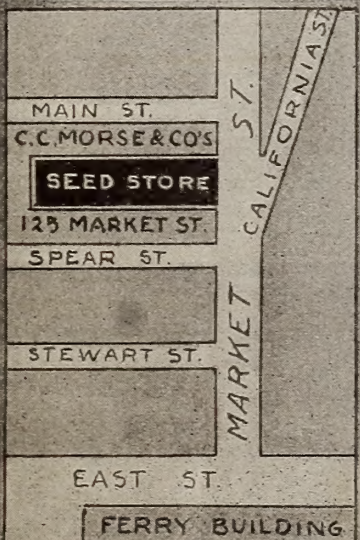 MAIN ST.
C.C. MORSE & CO'S
SEED STORE
125 MARKET ST.
SPEAR ST.
STEWART ST.
EAST ST.
FERRY BUILDING
MARKET ST.
CALIFORNIA ST.